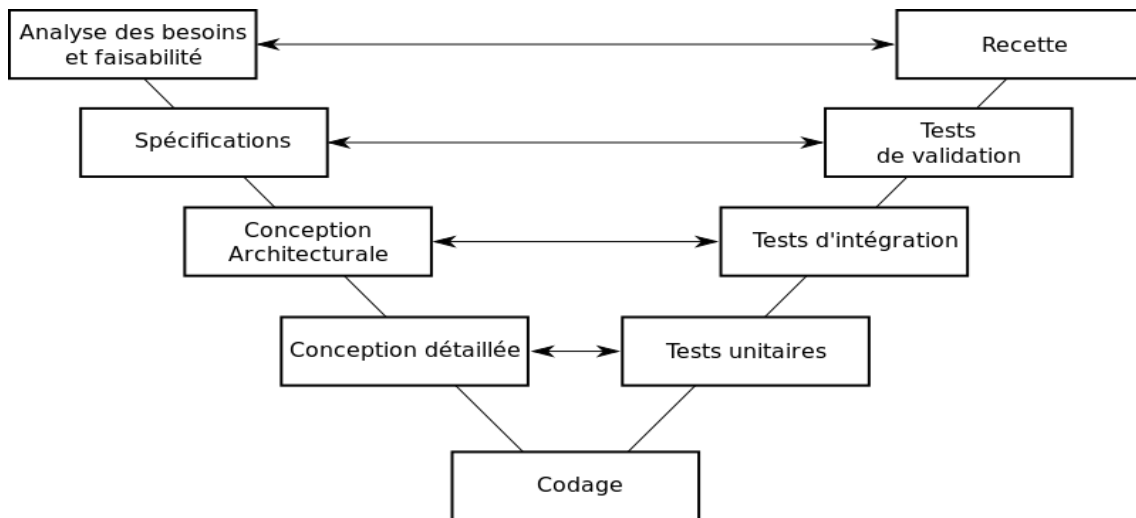 Analyse des besoins
et faisabilité
Recette
Spécifications
Tests
de validation
Conception
Architecturale
Tests d'intégration
Conception détaillée
Tests unitaires
Codage